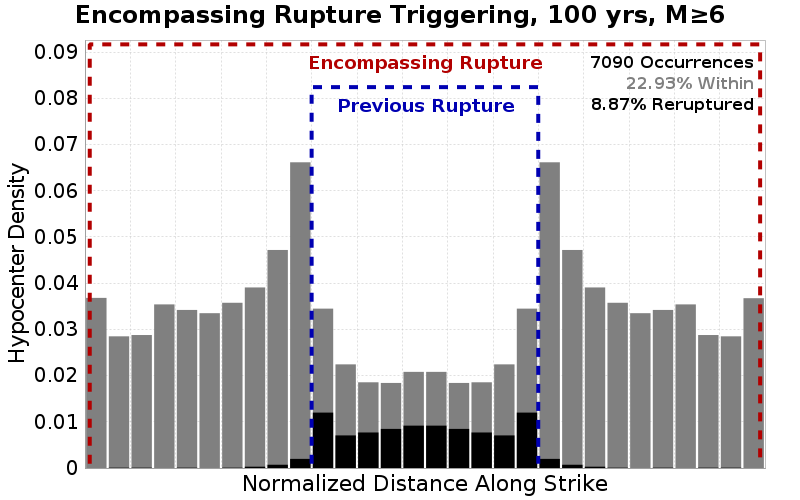 Encompassing Rupture Triggering, 100 yrs, M≥6
Encompassing Rupture
Previous Rupture
7090 Occurrences
22.93% Within
8.87% Reruptured
Hypocenter Density
0.09
0.08
0.07
0.06
0.05
0.04
0.03
0.02
0.01
0
Normalized Distance Along Strike